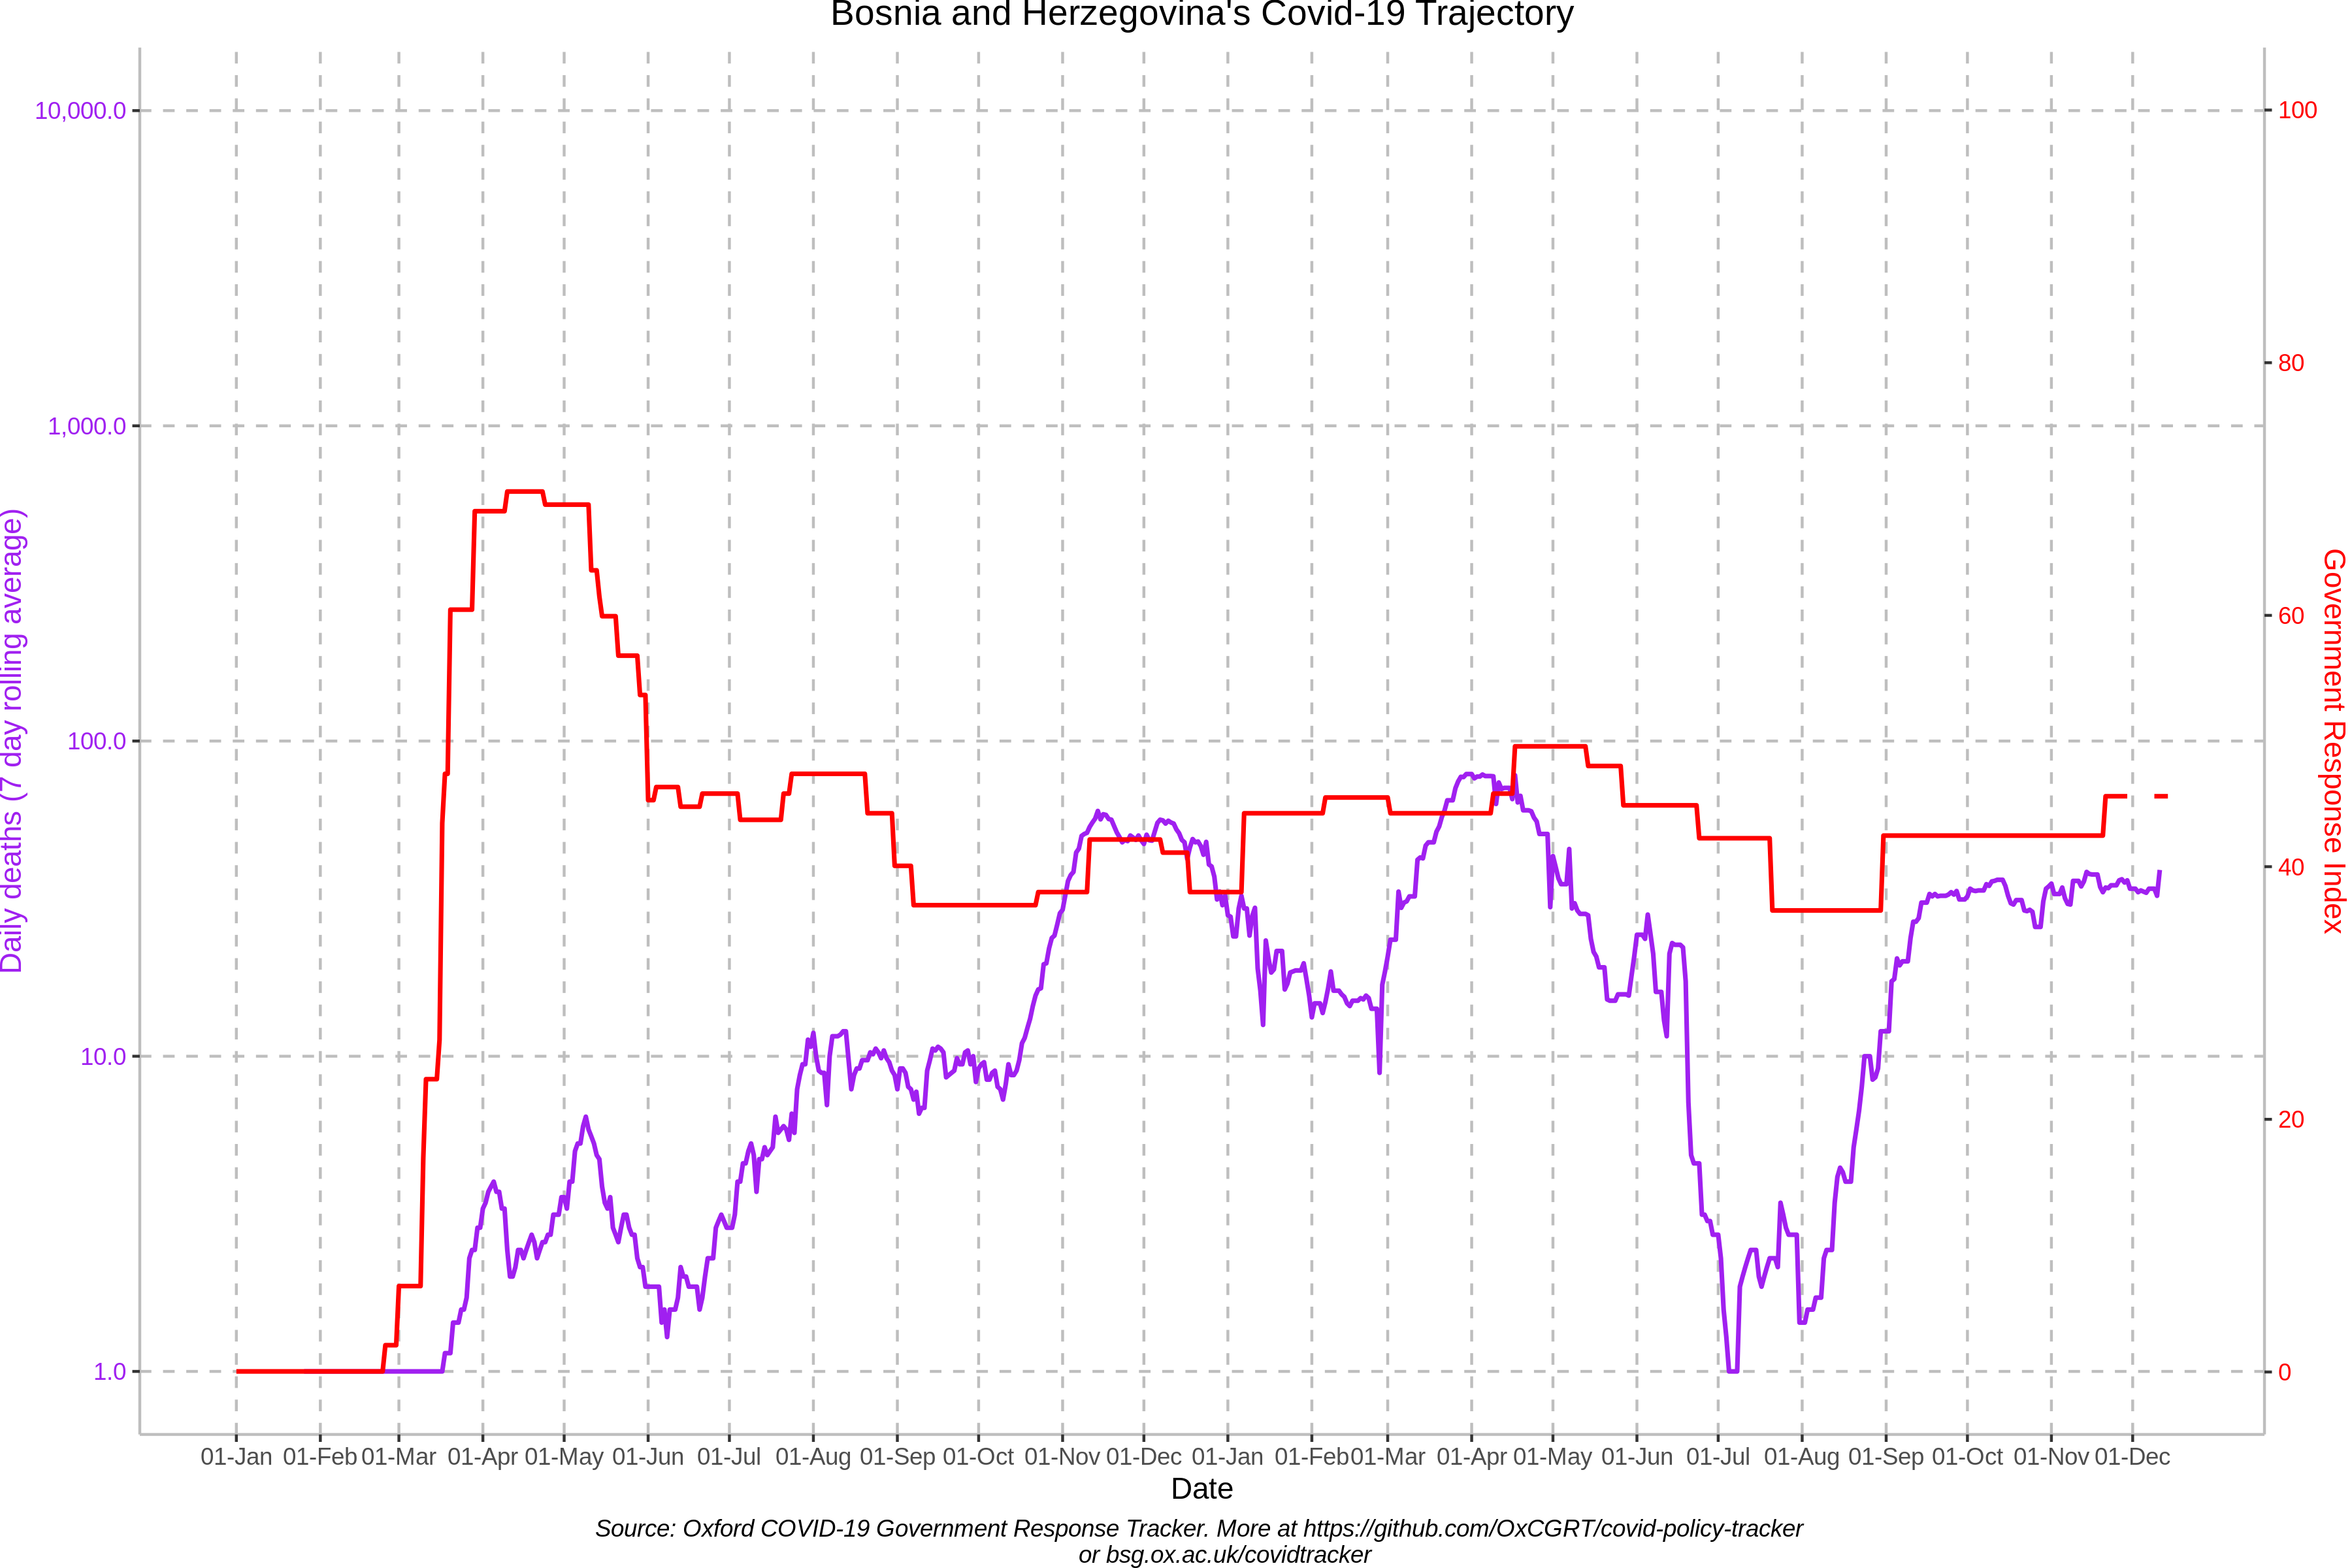 Bosnia and Herzegovina's Covid-19 Trajectory
10,000.0
1,000.0
100.0
10.0
1.0
Daily deaths (7 day rolling average)
100
80
60
40
20
0
Government Response Index
01-Jan 01-Feb 01-Mar 01-Apr 01-May 01-Jun 01-Jul 01-Aug 01-Sep 01-Oct 01-Nov 01-Dec 01-Jan 01-Feb 01-Mar 01-Apr 01-May 01-Jun 01-Jul 01-Aug 01-Sep 01-Oct 01-Nov 01-Dec
Date
Source: Oxford COVID-19 Government Response Tracker. More at https://github.com/OxCGRT/covid-policy-tracker
or bsg.ox.ac.uk/covidtracker